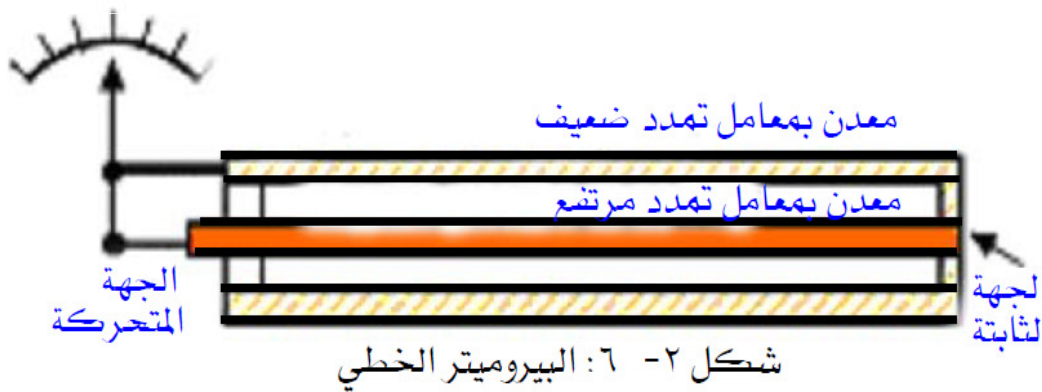 معدن بمعامل تمدد ضعيف
معدن بمعامل تمدد مرتفع
الجهة
المتحركة
لجهة
لثابتة
شكل ٢- ٦: البيروميتر الخطي